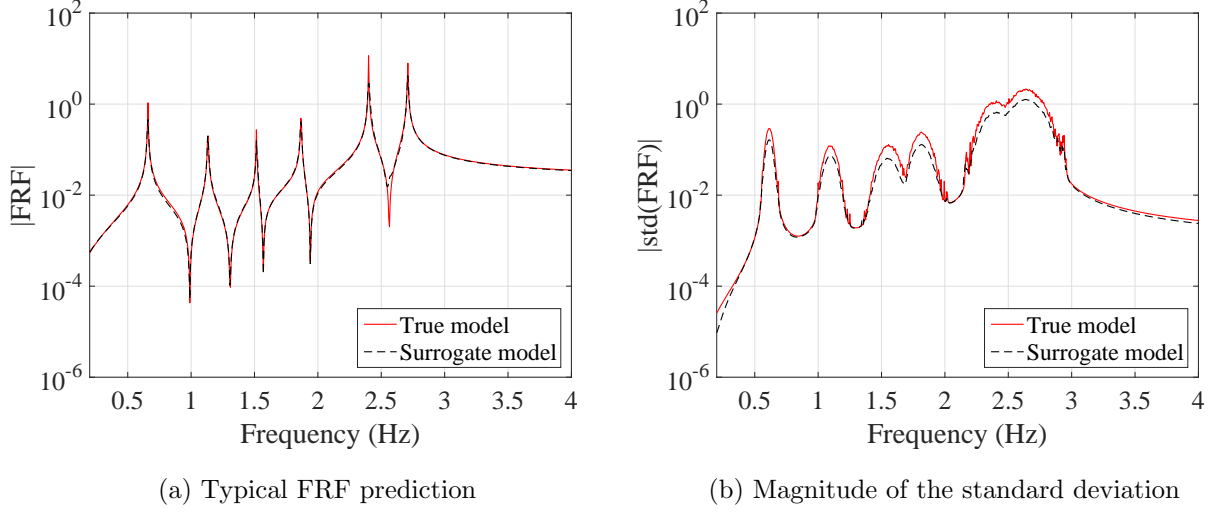 10^2
10^0
10^-2
10^-4
10^-6
|FRF|
0.5 1 1.5 2 2.5 3 3.5 4
Frequency (Hz)
True model
Surrogate model
(a) Typical FRF prediction
10^2
10^0
10^-2
10^-4
10^-6
|std(FRF)|
0.5 1 1.5 2 2.5 3 3.5 4
Frequency (Hz)
True model
Surrogate model
(b) Magnitude of the standard deviation